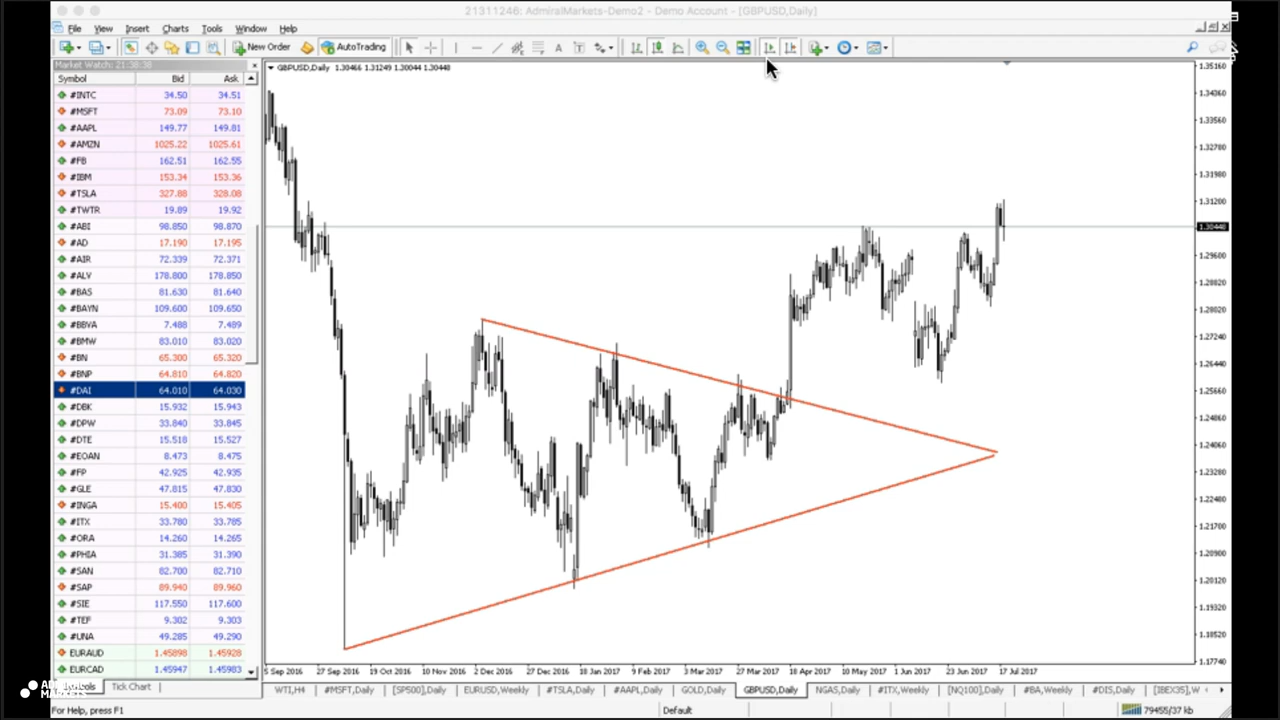 21311246: AdmiralMarkets-Demo2 - Demo Account - [GBPUSD,Daily]
File View Insert Charts Tools Window Help
New Order AutoTrading
Market Watch: 21:38:38
GBPUSD,Daily 1.30466 1.31249 1.30044 1.30448
Symbol Bid Ask
#INTC 34.50 34.51
#MSFT 73.09 73.10
#AAPL 149.77 149.81
#AMZN 1025.22 1025.61
#FB 162.51 162.55
#IBM 153.34 153.36
#TSLA 327.88 328.08
#TWTR 19.89 19.92
#ABI 98.850 98.870
#AD 17.190 17.195
#AIR 72.339 72.371
#ALV 178.800 178.850
#BAS 81.630 81.640
#BAYN 109.600 109.650
#BBVA 7.488 7.489
#BMW 83.010 83.020
#BN 65.300 65.320
#BNP 64.810 64.820
#DAI 64.010 64.030
#DBK 15.932 15.943
#DPW 33.840 33.845
#DTE 15.518 15.527
#EOAN 8.473 8.475
#FP 42.925 42.935
#GLE 47.815 47.830
#INGA 15.400 15.405
#ITX 33.780 33.785
#ORA 14.260 14.265
#PHIA 31.385 31.390
#SAN 82.700 82.710
#SAP 89.940 89.960
#SIE 117.550 117.600
#TEF 9.302 9.303
#UNA 49.285 49.290
EURAUD 1.45898 1.45928
EURCAD 1.45947 1.45983
Tick Chart
1.35160
1.34360
1.33560
1.32780
1.31980
1.31200
1.30448
1.29600
1.28820
1.28020
1.27240
1.26440
1.25660
1.24860
1.24060
1.23280
1.22480
1.21700
1.20900
1.20120
1.19320
1.18520
1.17740
5 Sep 2016 27 Sep 2016 19 Oct 2016 10 Nov 2016 2 Dec 2016 27 Dec 2016 18 Jan 2017 9 Feb 2017 3 Mar 2017 27 Mar 2017 18 Apr 2017 10 May 2017 1 Jun 2017 23 Jun 2017 17 Jul 2017
WTI,H4 #MSFT,Daily [SP500],Daily EURUSD,Weekly #TSLA,Daily #AAPL,Daily GOLD,Daily GBPUSD,Daily NGAS,Daily #ITX,Weekly [NQ100],Daily #BA,Weekly #DIS,Daily [IBEX35],W
For Help, press F1 Default 79455/37 kb